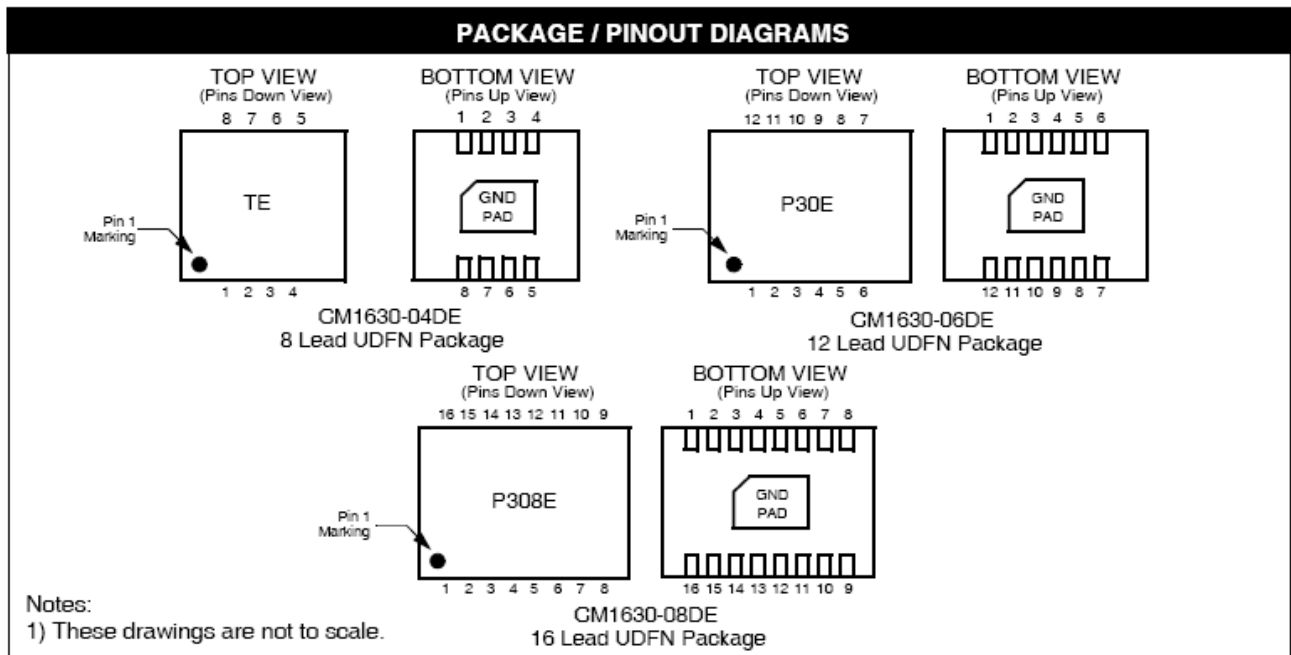 PACKAGE / PINOUT DIAGRAMS
TOP VIEW
(Pins Down View)
8 7 6 5
TE
Pin 1
Marking
1 2 3 4
BOTTOM VIEW
(Pins Up View)
1 2 3 4
GND
PAD
8 7 6 5
CM1630-04DE
8 Lead UDFN Package
TOP VIEW
(Pins Down View)
12 11 10 9 8 7
P30E
Pin 1
Marking
1 2 3 4 5 6
BOTTOM VIEW
(Pins Up View)
1 2 3 4 5 6
GND
PAD
12 11 10 9 8 7
CM1630-06DE
12 Lead UDFN Package
TOP VIEW
(Pins Down View)
16 15 14 13 12 11 10 9
P308E
Pin 1
Marking
1 2 3 4 5 6 7 8
BOTTOM VIEW
(Pins Up View)
1 2 3 4 5 6 7 8
GND
PAD
16 15 14 13 12 11 10 9
CM1630-08DE
16 Lead UDFN Package
Notes:
1) These drawings are not to scale.